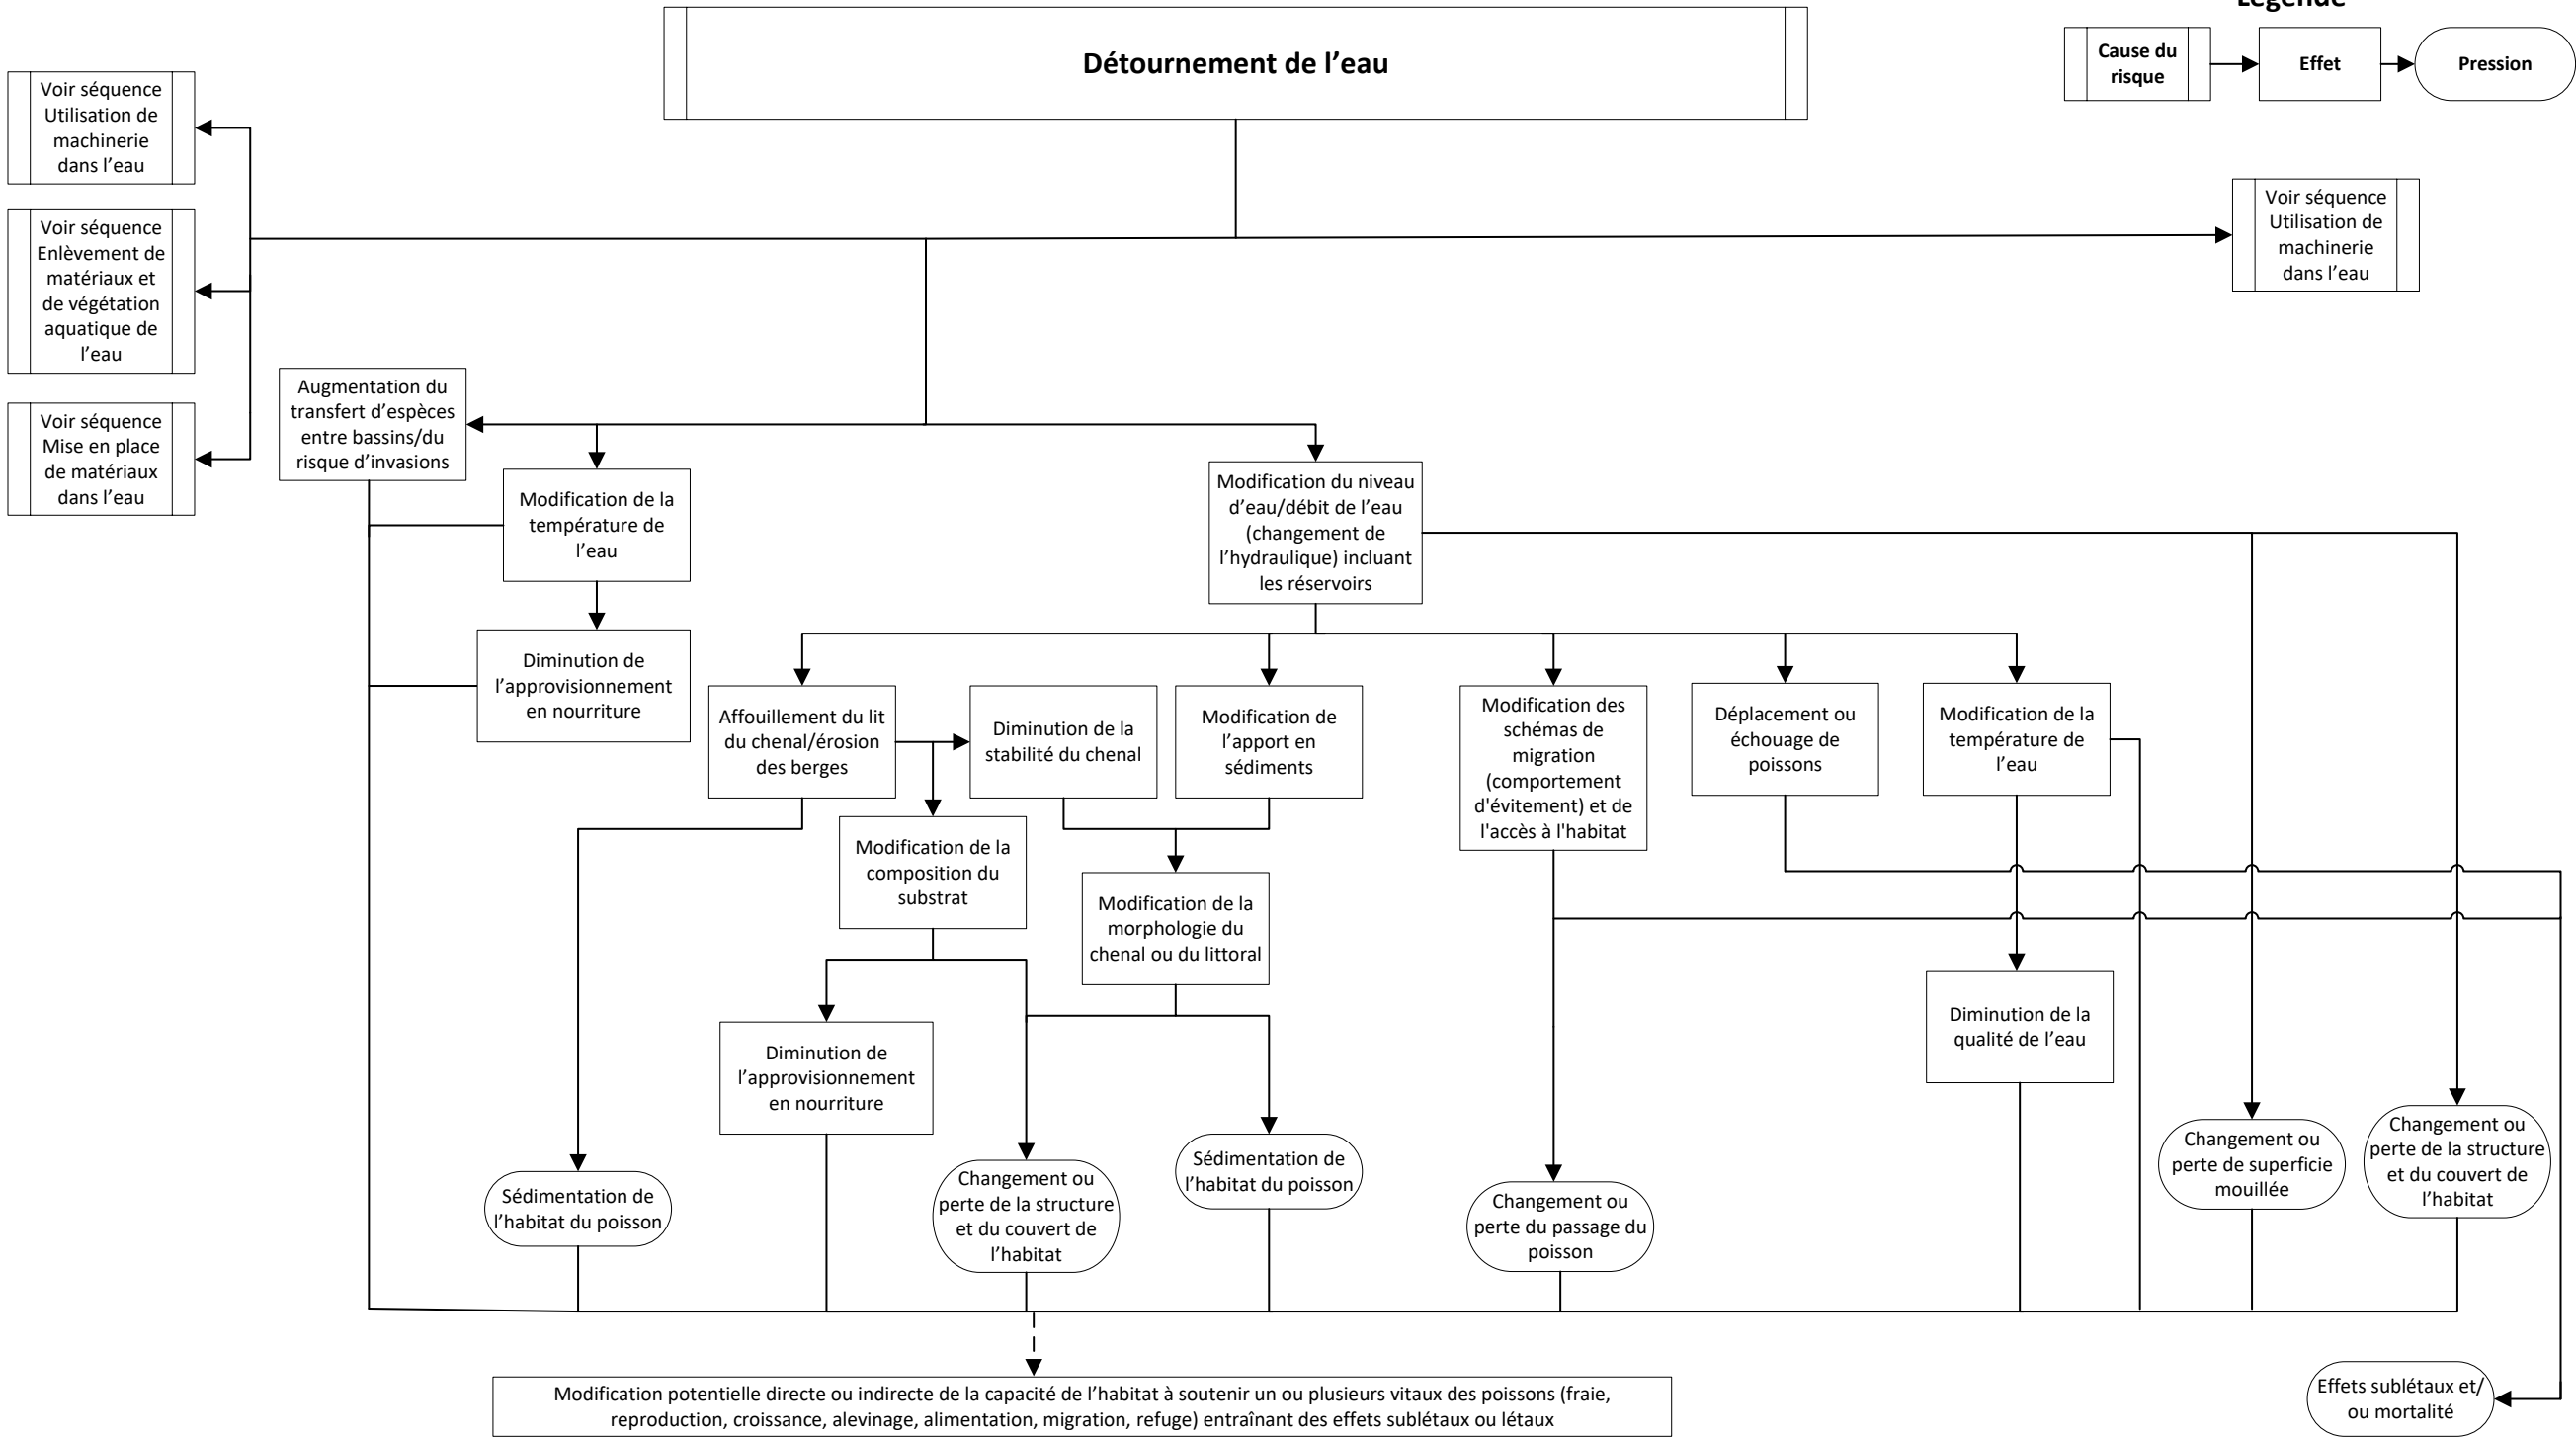 Légende
Détournement de l’eau
Cause du
risque
Effet
Pression
Voir séquence
Utilisation de
machinerie
dans l’eau
Voir séquence
Enlèvement de
matériaux et
de végétation
aquatique de
l’eau
Voir séquence
Mise en place
de matériaux
dans l’eau
Voir séquence
Utilisation de
machinerie
dans l’eau
Augmentation du
transfert d’espèces
entre bassins/du
risque d’invasions
Modification de la
température de
l’eau
Diminution de
l’approvisionnement
en nourriture
Modification du niveau
d’eau/débit de l’eau
(changement de
l’hydraulique) incluant
les réservoirs
Affouillement du lit
du chenal/érosion
des berges
Diminution de la
stabilité du chenal
Modification de
l’apport en
sédiments
Modification des
schémas de
migration
(comportement
d'évitement) et de
l'accès à l'habitat
Déplacement ou
échouage de
poissons
Modification de la
température de
l’eau
Modification de la
composition du
substrat
Modification de la
morphologie du
chenal ou du littoral
Diminution de
l’approvisionnement
en nourriture
Diminution de la
qualité de l’eau
Sédimentation de
l’habitat du poisson
Changement ou
perte de la structure
et du couvert de
l’habitat
Sédimentation de
l’habitat du poisson
Changement ou
perte du passage du
poisson
Changement ou
perte de superficie
mouillée
Changement ou
perte de la structure
et du couvert de
l’habitat
Modification potentielle directe ou indirecte de la capacité de l’habitat à soutenir un ou plusieurs vitaux des poissons (fraie,
reproduction, croissance, alevinage, alimentation, migration, refuge) entraînant des effets sublétaux ou létaux
Effets sublétaux et/
ou mortalité